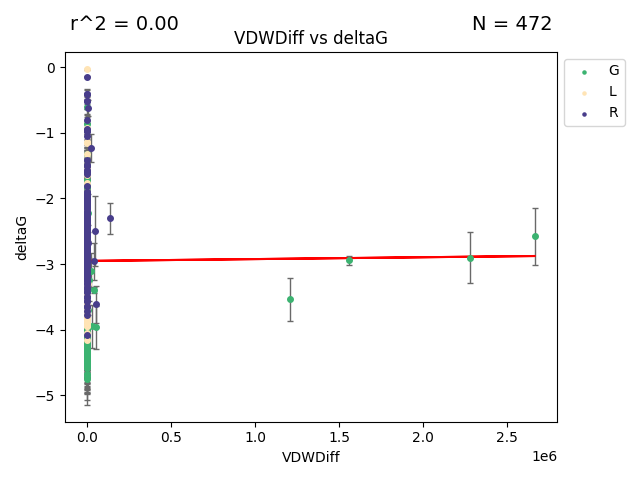 r^2 = 0.00
N = 472
VDWDiff vs deltaG
G
L
R
deltaG
0
−1
−2
−3
−4
−5
0.0
0.5
1.0
1.5
2.0
2.5
1e6
VDWDiff